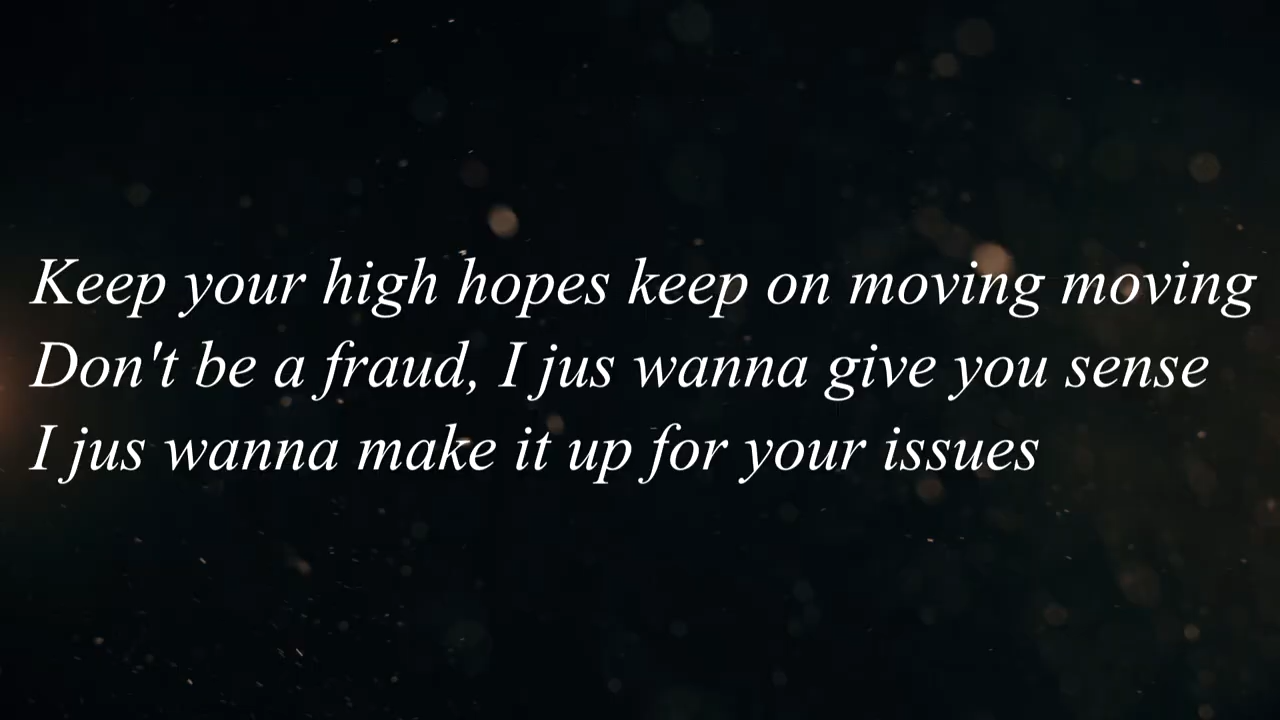 Keep your high hopes keep on moving moving
Don't be a fraud, I jus wanna give you sense
I jus wanna make it up for your issues